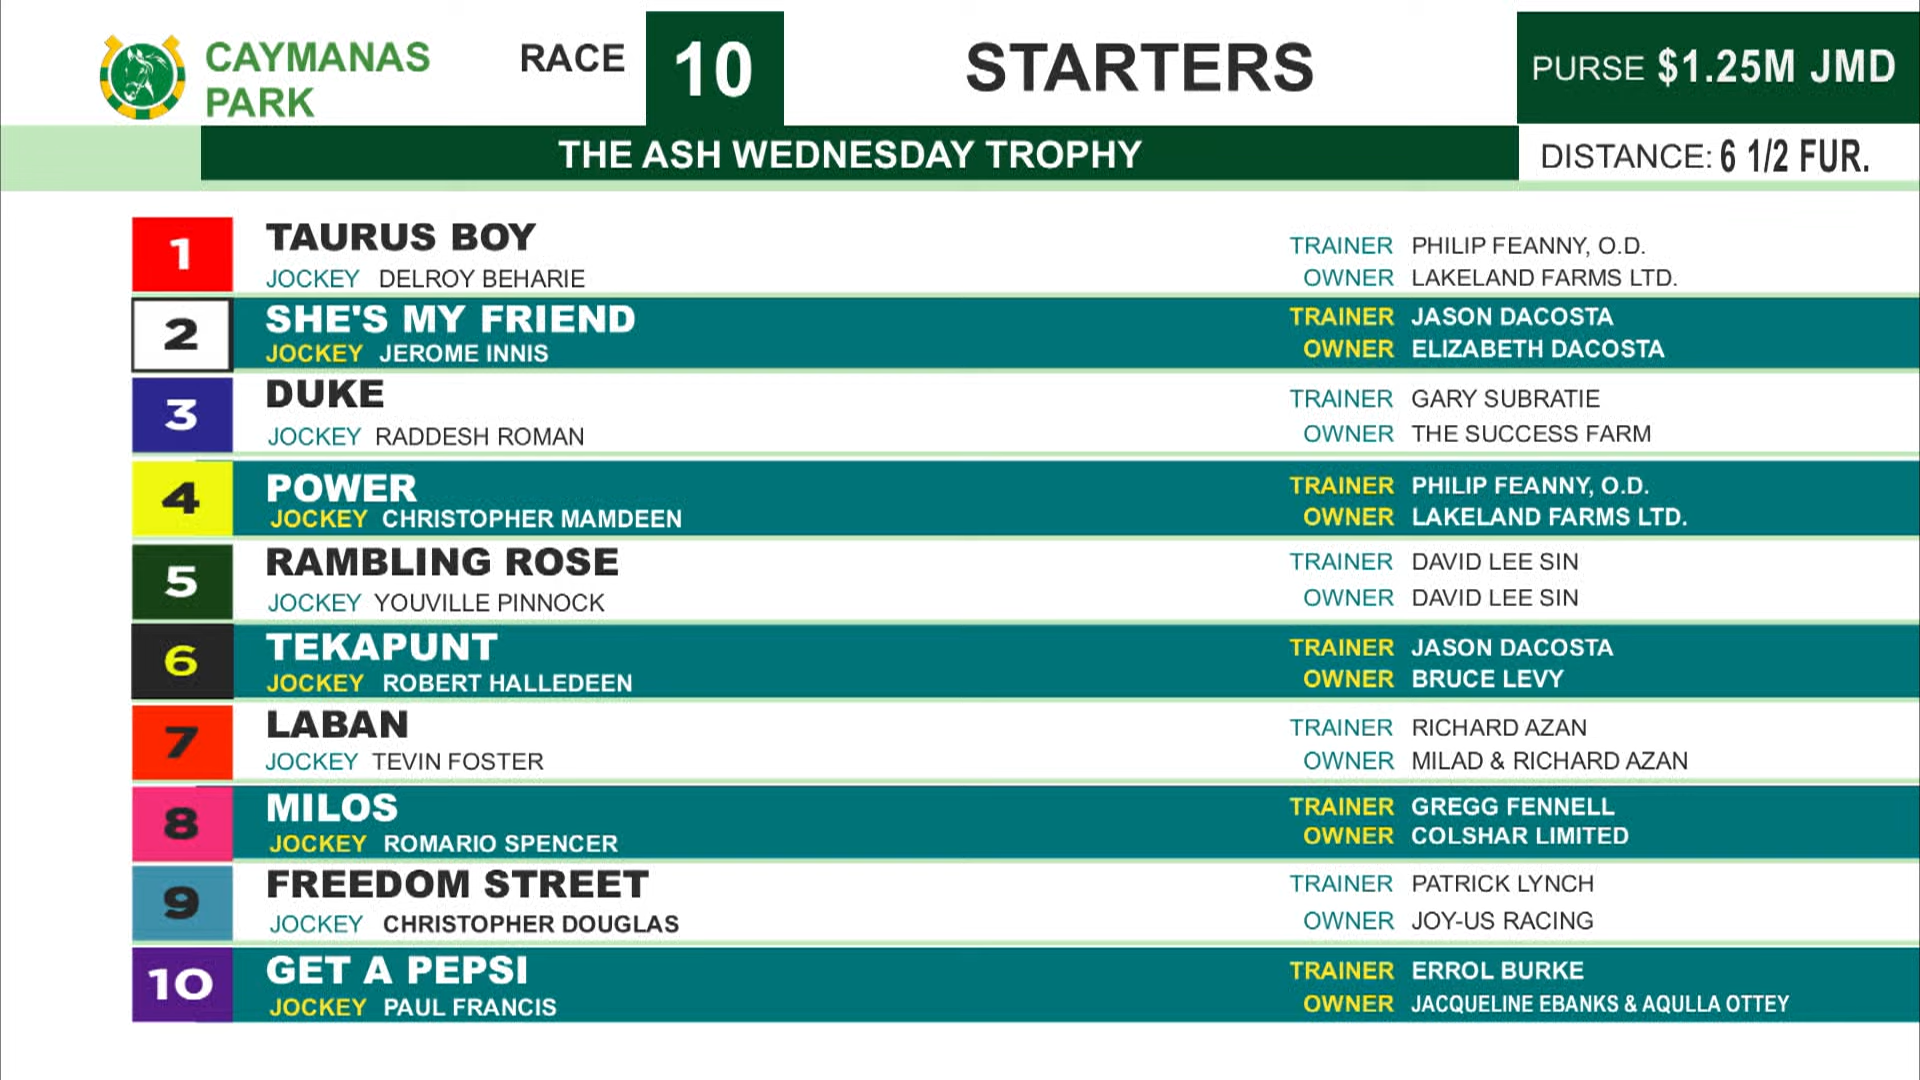 CAYMANAS
PARK
RACE 10 STARTERS PURSE $1.25M JMD
THE ASH WEDNESDAY TROPHY DISTANCE: 6 1/2 FUR.
1 TAURUS BOY
JOCKEY DELROY BEHARIE
TRAINER PHILIP FEANNY, O.D.
OWNER LAKELAND FARMS LTD.
2 SHE'S MY FRIEND
JOCKEY JEROME INNIS
TRAINER JASON DACOSTA
OWNER ELIZABETH DACOSTA
3 DUKE
JOCKEY RADDESH ROMAN
TRAINER GARY SUBRATIE
OWNER THE SUCCESS FARM
4 POWER
JOCKEY CHRISTOPHER MAMDEEN
TRAINER PHILIP FEANNY, O.D.
OWNER LAKELAND FARMS LTD.
5 RAMBLING ROSE
JOCKEY YOUVILLE PINNOCK
TRAINER DAVID LEE SIN
OWNER DAVID LEE SIN
6 TEKAPUNT
JOCKEY ROBERT HALLEDEEN
TRAINER JASON DACOSTA
OWNER BRUCE LEVY
7 LABAN
JOCKEY TEVIN FOSTER
TRAINER RICHARD AZAN
OWNER MILAD & RICHARD AZAN
8 MILOS
JOCKEY ROMARIO SPENCER
TRAINER GREGG FENNELL
OWNER COLSHAR LIMITED
9 FREEDOM STREET
JOCKEY CHRISTOPHER DOUGLAS
TRAINER PATRICK LYNCH
OWNER JOY-US RACING
10 GET A PEPSI
JOCKEY PAUL FRANCIS
TRAINER ERROL BURKE
OWNER JACQUELINE EBANKS & AQULLA OTTEY